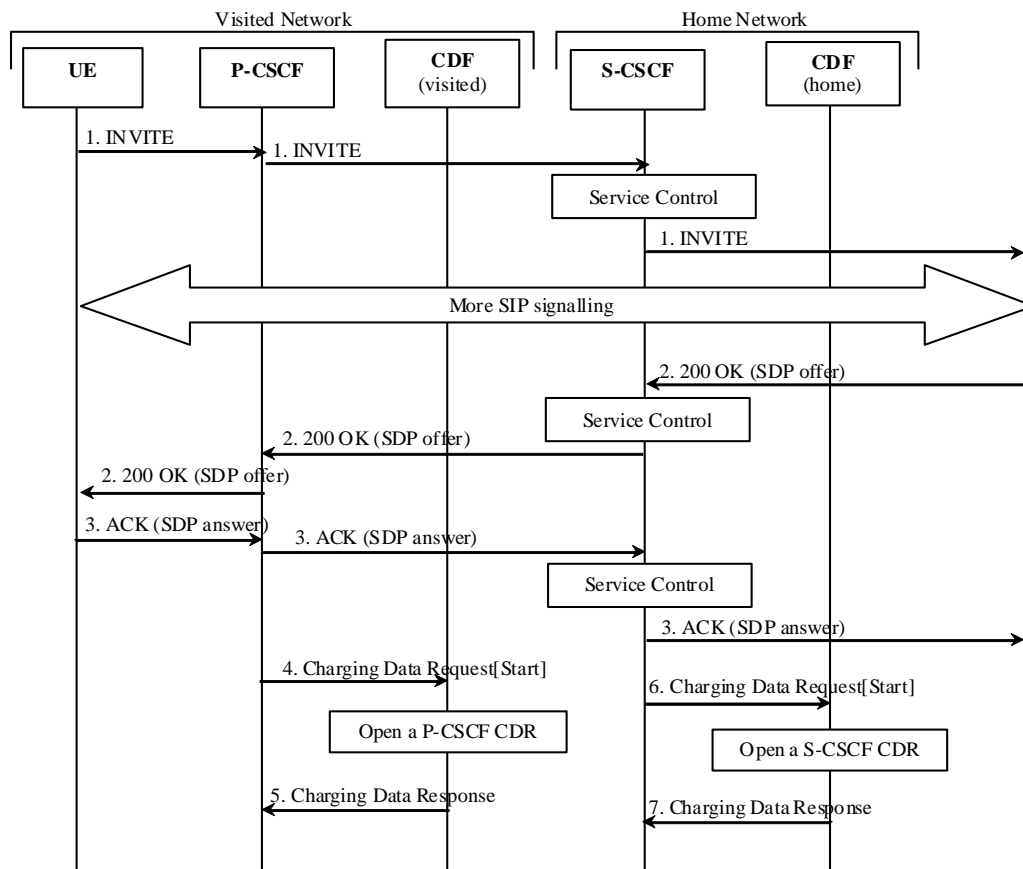 Visited Network
Home Network
UE
P-CSCF
CDF
(visited)
S-CSCF
CDF
(home)
1. INVITE
1. INVITE
Service Control
1. INVITE
More SIP signalling
2. 200 OK (SDP offer)
Service Control
2. 200 OK (SDP offer)
2. 200 OK (SDP offer)
3. ACK (SDP answer)
3. ACK (SDP answer)
Service Control
3. ACK (SDP answer)
4. Charging Data Request[Start]
6. Charging Data Request[Start]
Open a P-CSCF CDR
Open a S-CSCF CDR
5. Charging Data Response
7. Charging Data Response